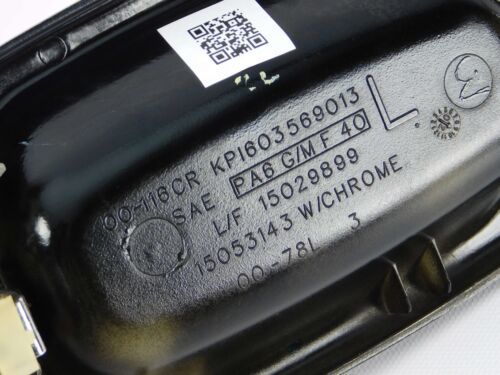 00-116CR KPI603569013
SAE PA6 G/M F 40 L
L/F 15029899
15053143 W/CHROME
00-78L 3